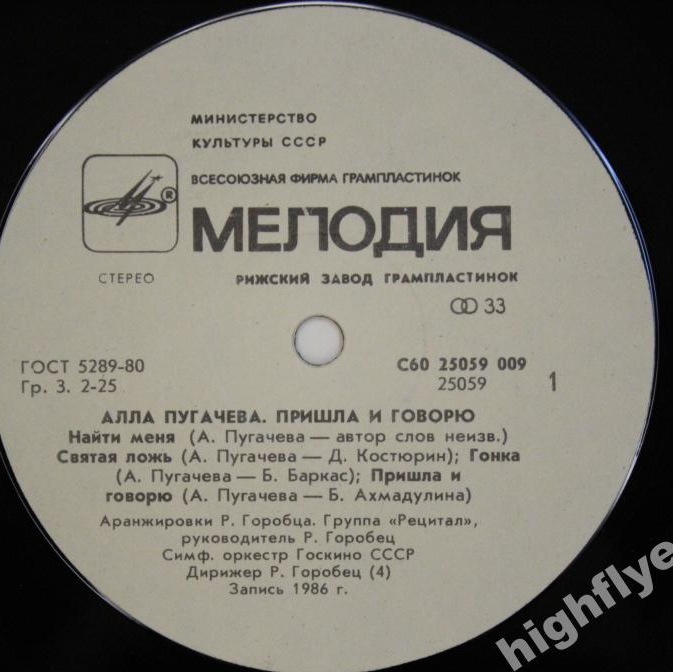 МИНИСТЕРСТВО
КУЛЬТУРЫ СССР
ВСЕСОЮЗНАЯ ФИРМА ГРАМПЛАСТИНОК
®
МЕЛОДИЯ
СТЕРЕО
РИЖСКИЙ ЗАВОД ГРАМПЛАСТИНОК
33
ГОСТ 5289-80
С60 25059 009
Гр. 3. 2-25
25059
1
АЛЛА ПУГАЧЕВА. ПРИШЛА И ГОВОРЮ
Найти меня (А. Пугачева — автор слов неизв.)
Святая ложь (А. Пугачева — Д. Костюрин); Гонка
(А. Пугачева — Б. Баркас); Пришла и
говорю (А. Пугачева — Б. Ахмадулина)
Аранжировки Р. Горобца. Группа «Рецитал»,
руководитель Р. Горобец
Симф. оркестр Госкино СССР
Дирижер Р. Горобец (4)
Запись 1986 г.
highflye